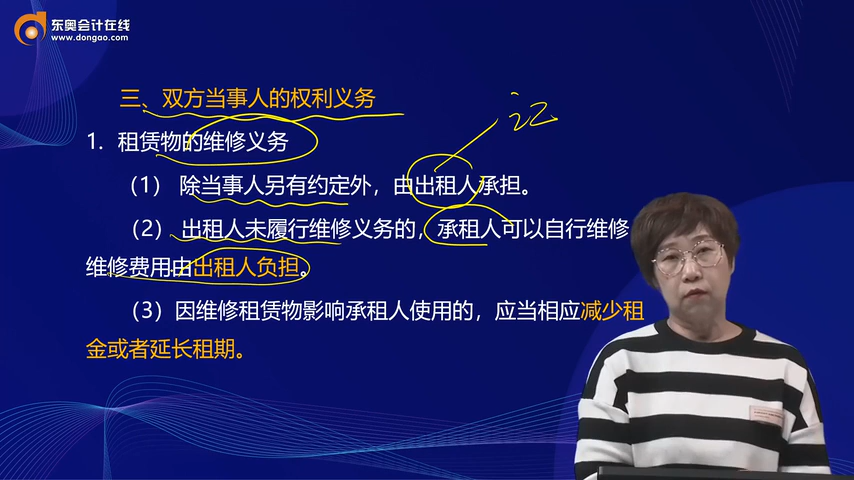 东奥会计在线
www.dongao.com
三、双方当事人的权利义务
1. 租赁物的维修义务
(1) 除当事人另有约定外，由出租人承担。
(2) 出租人未履行维修义务的，承租人可以自行维修
维修费用由出租人负担。
(3) 因维修租赁物影响承租人使用的，应当相应减少租
金或者延长租期。